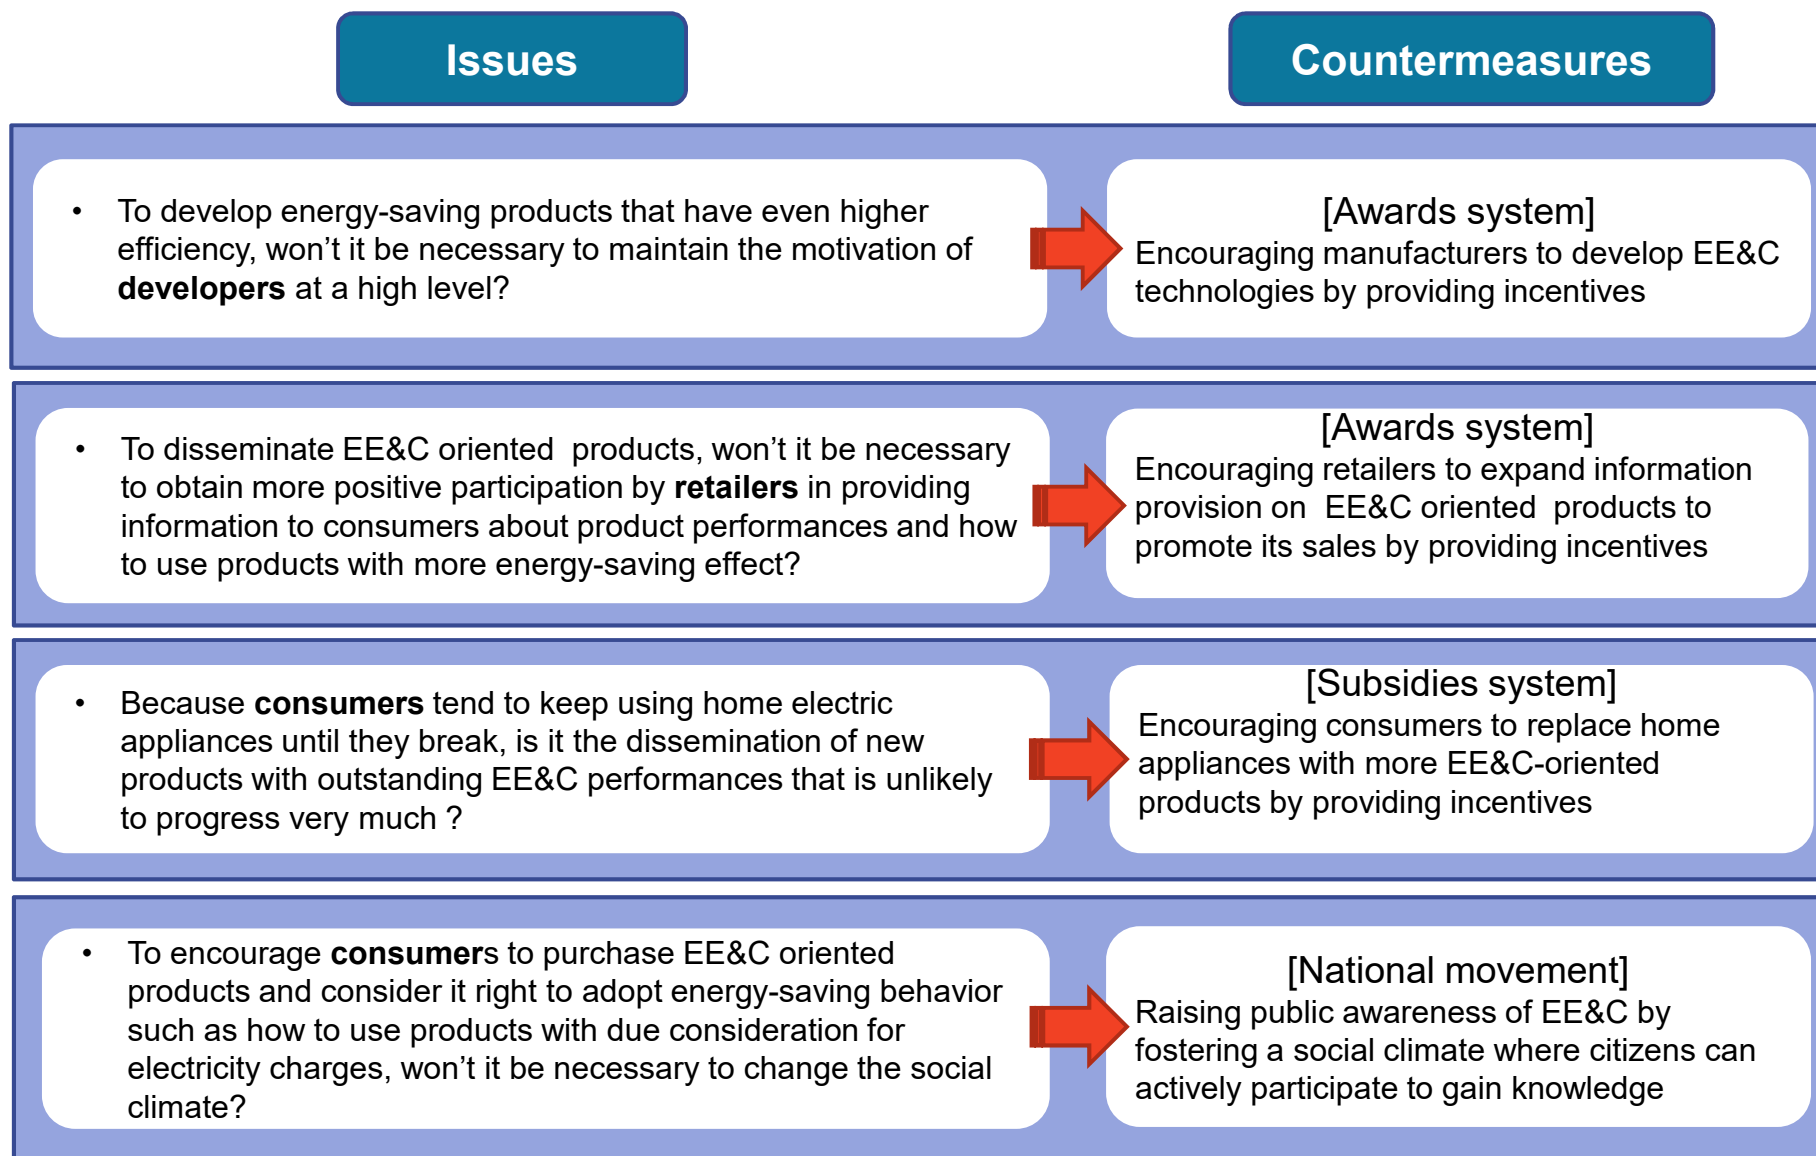 Issues
Countermeasures
• To develop energy-saving products that have even higher
efficiency, won’t it be necessary to maintain the motivation of
developers at a high level?
[Awards system]
Encouraging manufacturers to develop EE&C
technologies by providing incentives
• To disseminate EE&C oriented  products, won’t it be necessary
to obtain more positive participation by retailers in providing
information to consumers about product performances and how
to use products with more energy-saving effect?
[Awards system]
Encouraging retailers to expand information
provision on  EE&C oriented  products to
promote its sales by providing incentives
• Because consumers tend to keep using home electric
appliances until they break, is it the dissemination of new
products with outstanding EE&C performances that is unlikely
to progress very much ?
[Subsidies system]
Encouraging consumers to replace home
appliances with more EE&C-oriented
products by providing incentives
• To encourage consumers to purchase EE&C oriented
products and consider it right to adopt energy-saving behavior
such as how to use products with due consideration for
electricity charges, won’t it be necessary to change the social
climate?
[National movement]
Raising public awareness of EE&C by
fostering a social climate where citizens can
actively participate to gain knowledge